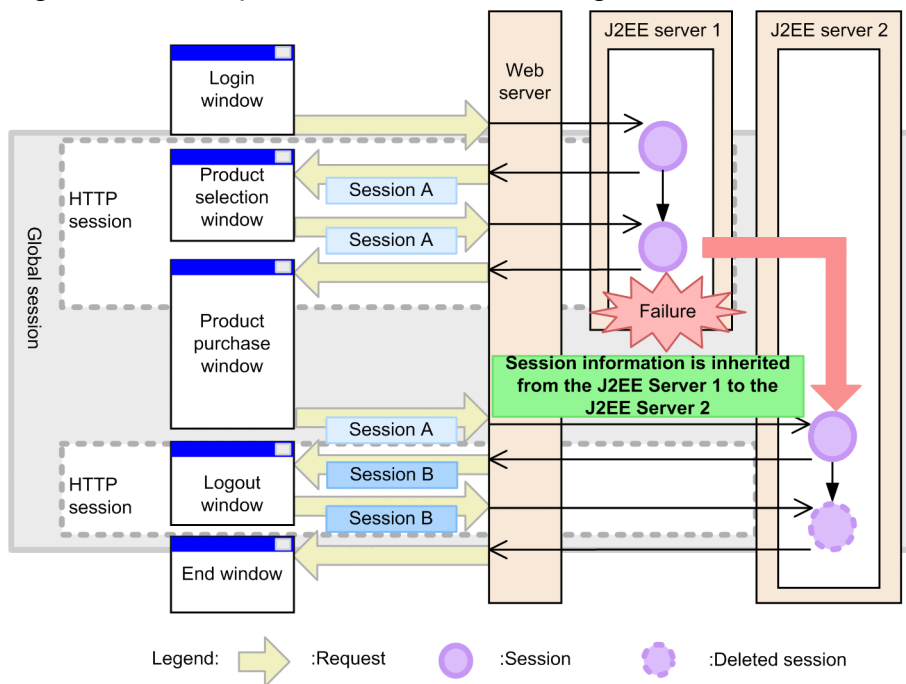 J2EE server 1
J2EE server 2
Web
server
Login
window
Global session
HTTP
session
Product
selection
window
Session A
Session A
Product
purchase
window
Failure
Session information is inherited
from the J2EE Server 1 to the
J2EE Server 2
Session A
HTTP
session
Logout
window
Session B
Session B
End window
Legend:
:Request
:Session
:Deleted session